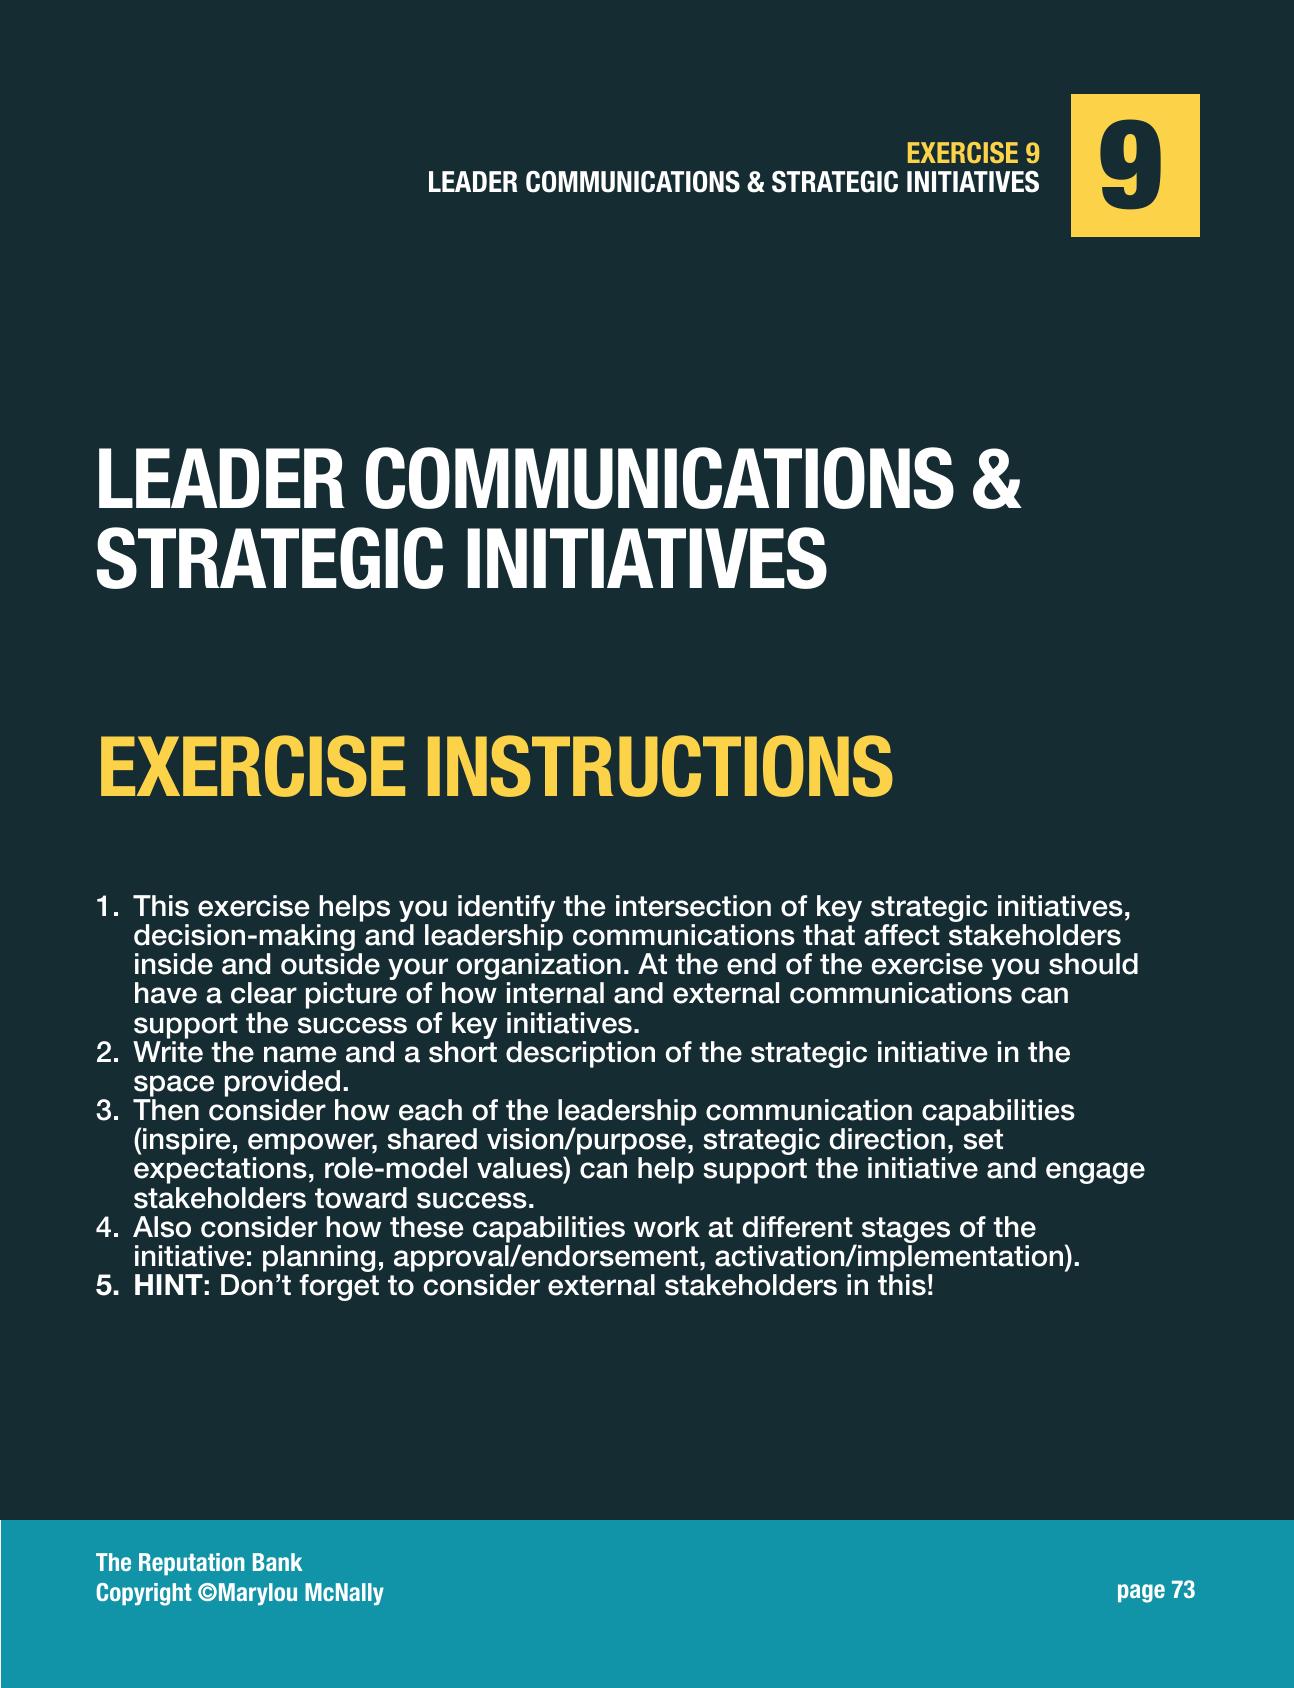 EXERCISE 9
LEADER COMMUNICATIONS & STRATEGIC INITIATIVES
9
LEADER COMMUNICATIONS &
STRATEGIC INITIATIVES
EXERCISE INSTRUCTIONS
1. This exercise helps you identify the intersection of key strategic initiatives,
decision-making and leadership communications that affect stakeholders
inside and outside your organization. At the end of the exercise you should
have a clear picture of how internal and external communications can
support the success of key initiatives.
2. Write the name and a short description of the strategic initiative in the
space provided.
3. Then consider how each of the leadership communication capabilities
(inspire, empower, shared vision/purpose, strategic direction, set
expectations, role-model values) can help support the initiative and engage
stakeholders toward success.
4. Also consider how these capabilities work at different stages of the
initiative: planning, approval/endorsement, activation/implementation).
5. HINT: Don’t forget to consider external stakeholders in this!
The Reputation Bank
Copyright ©Marylou McNally
page 73